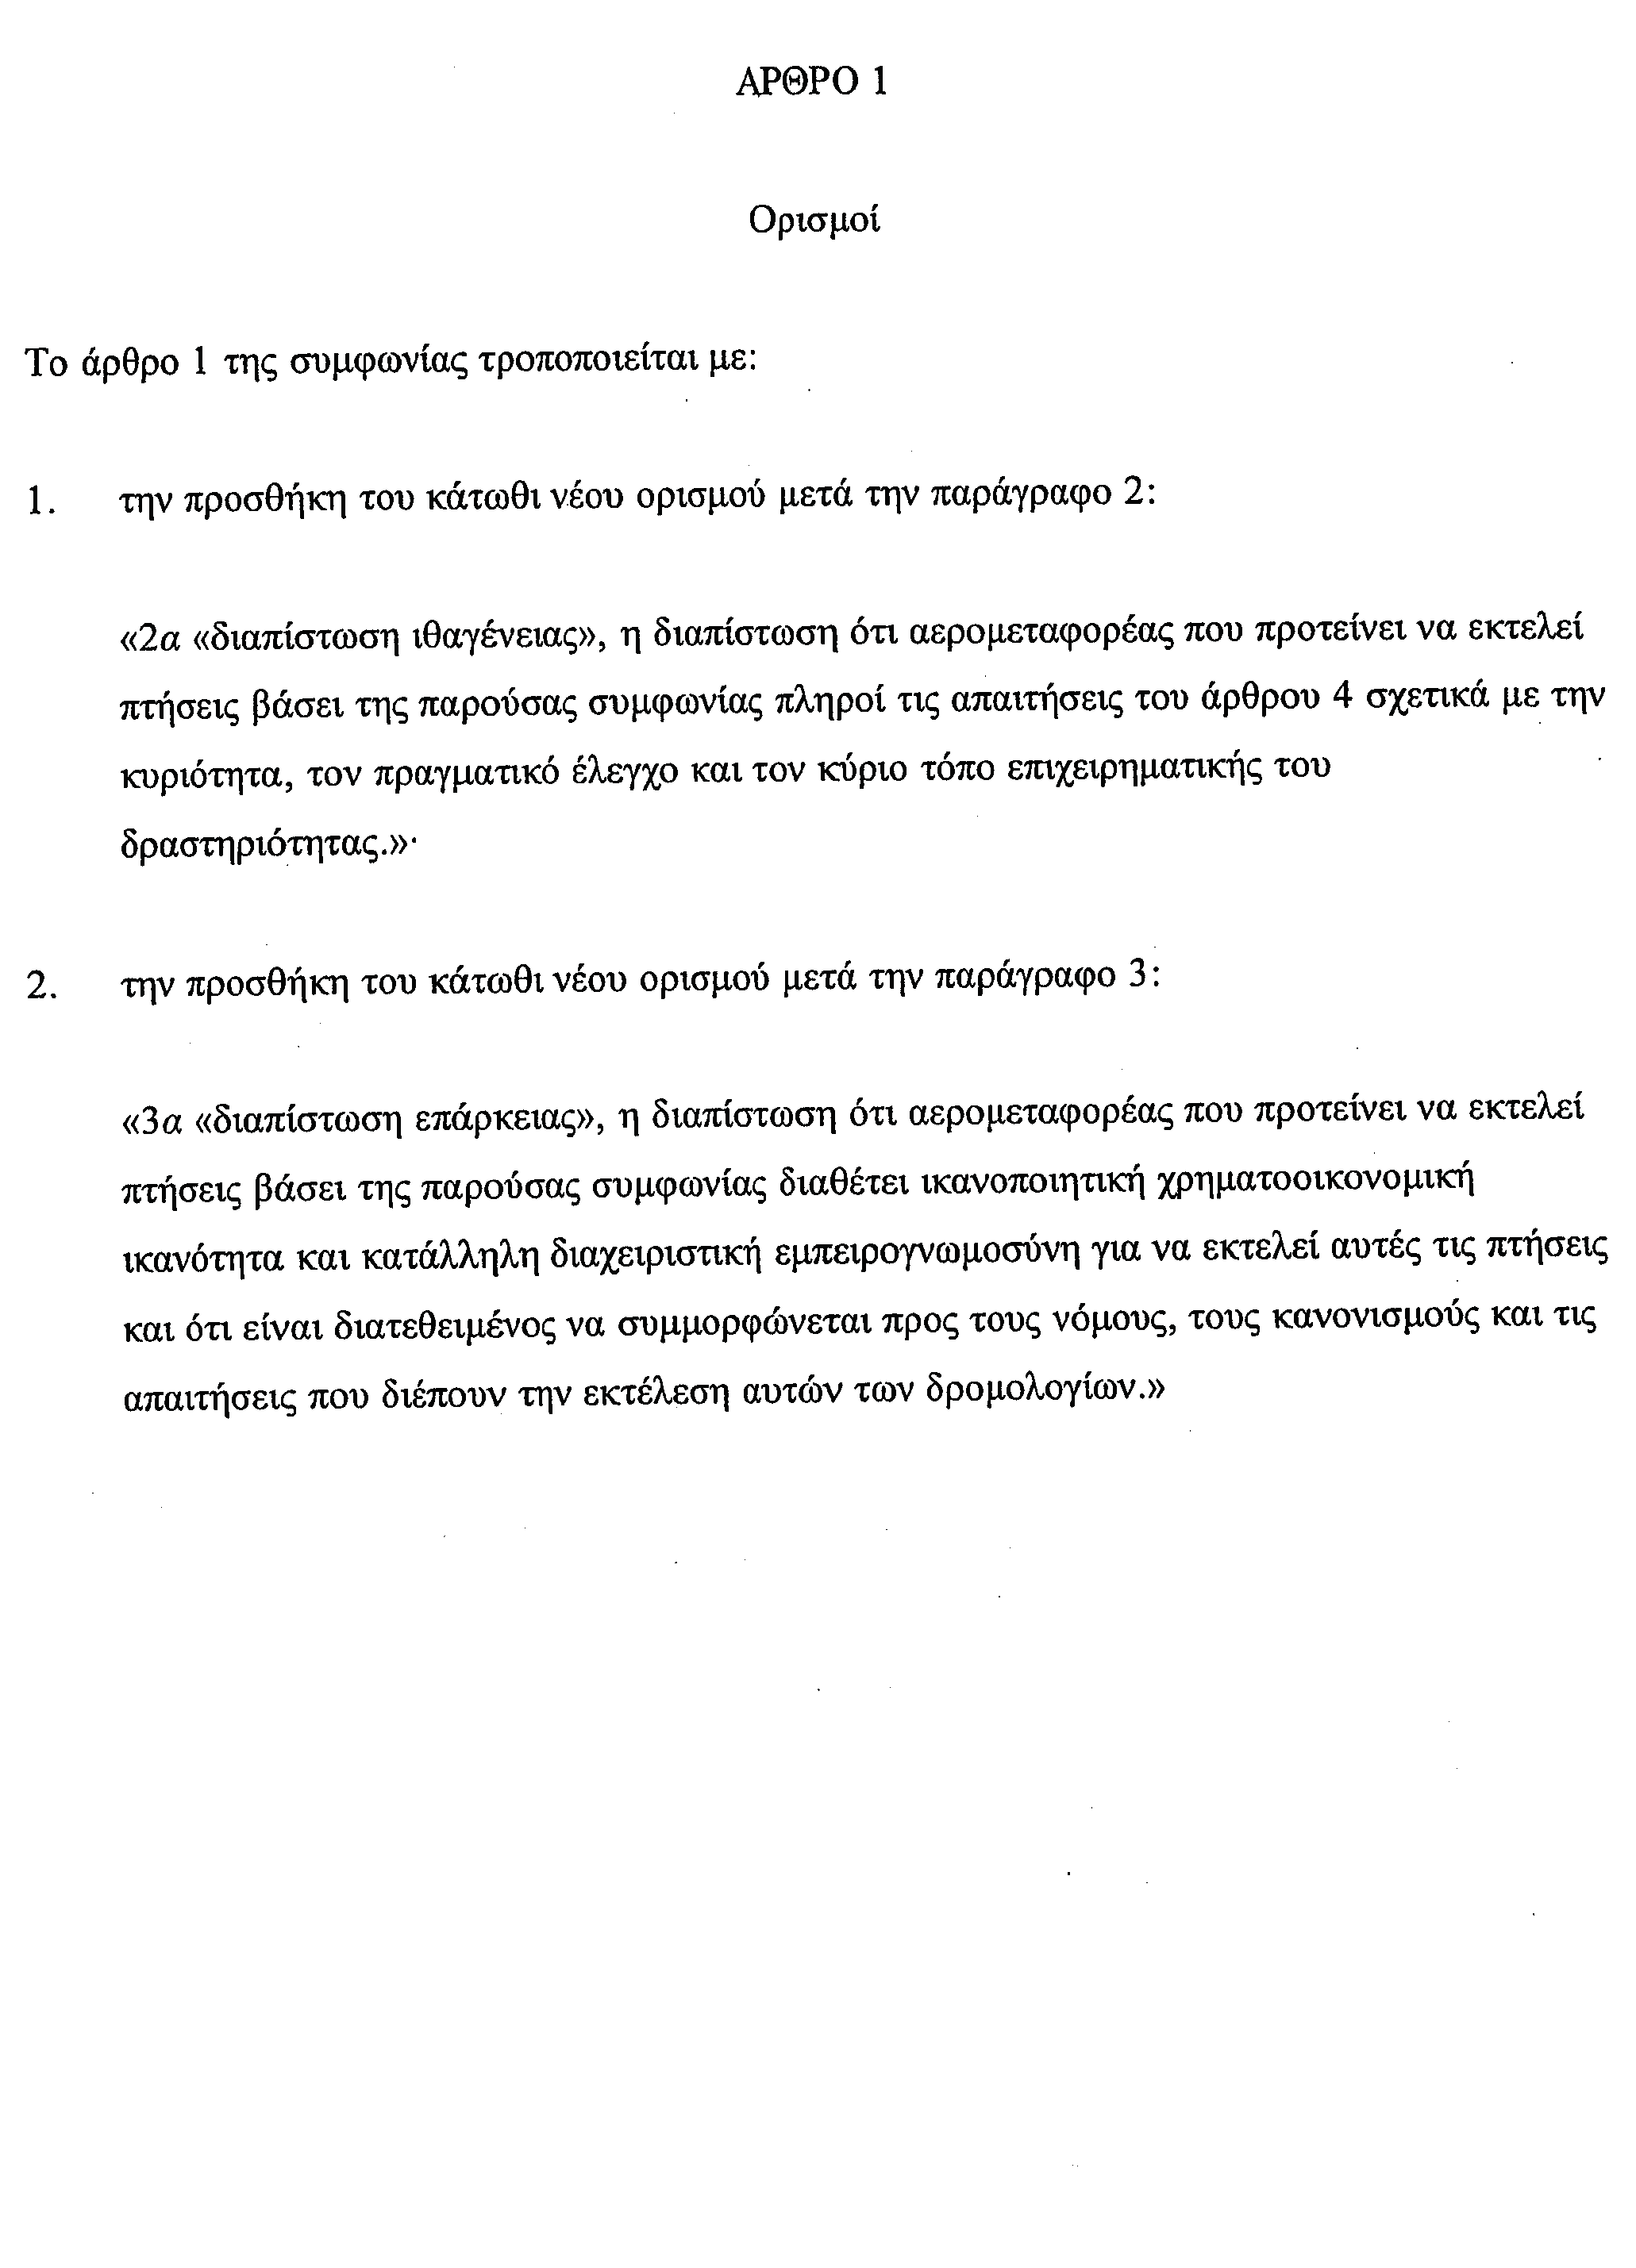 ΑΡΘΡΟ 1
Ορισμοί
Το άρθρο 1 της συμφωνίας τροποποιείται με:
1. την προσθήκη του κάτωθι νέου ορισμού μετά την παράγραφο 2:
«2α «διαπίστωση ιθαγένειας», η διαπίστωση ότι αερομεταφορέας που προτείνει να εκτελεί
πτήσεις βάσει της παρούσας συμφωνίας πληροί τις απαιτήσεις του άρθρου 4 σχετικά με την
κυριότητα, τον πραγματικό έλεγχο και τον κύριο τόπο επιχειρηματικής του
δραστηριότητας.»·
2. την προσθήκη του κάτωθι νέου ορισμού μετά την παράγραφο 3:
«3α «διαπίστωση επάρκειας», η διαπίστωση ότι αερομεταφορέας που προτείνει να εκτελεί
πτήσεις βάσει της παρούσας συμφωνίας διαθέτει ικανοποιητική χρηματοοικονομική
ικανότητα και κατάλληλη διαχειριστική εμπειρογνωμοσύνη για να εκτελεί αυτές τις πτήσεις
και ότι είναι διατεθειμένος να συμμορφώνεται προς τους νόμους, τους κανονισμούς και τις
απαιτήσεις που διέπουν την εκτέλεση αυτών των δρομολογίων.»